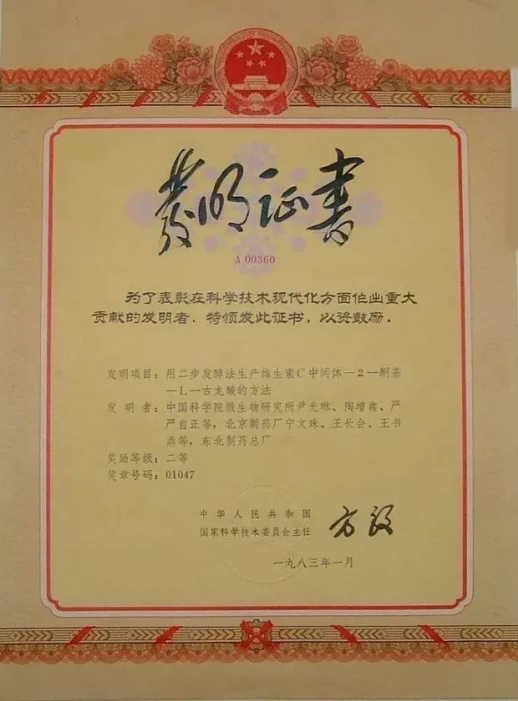 发明证书
A 00360
为了表彰在科学技术现代化方面作出重大
贡献的发明者，特颁发此证书，以资鼓励。
发明项目：用二步发酵法生产维生素C中间体—2—酮基
—L—古龙酸的方法
发 明 者：中国科学院微生物研究所尹光琳、陶增鑫、严
严自正等，北京制药厂宁文珠、王长会、王书
鼎等，东北制药总厂
奖励等级：二等
奖章号码：01047
中华人民共和国
国家科学技术委员会主任 方毅
一九八三年一月